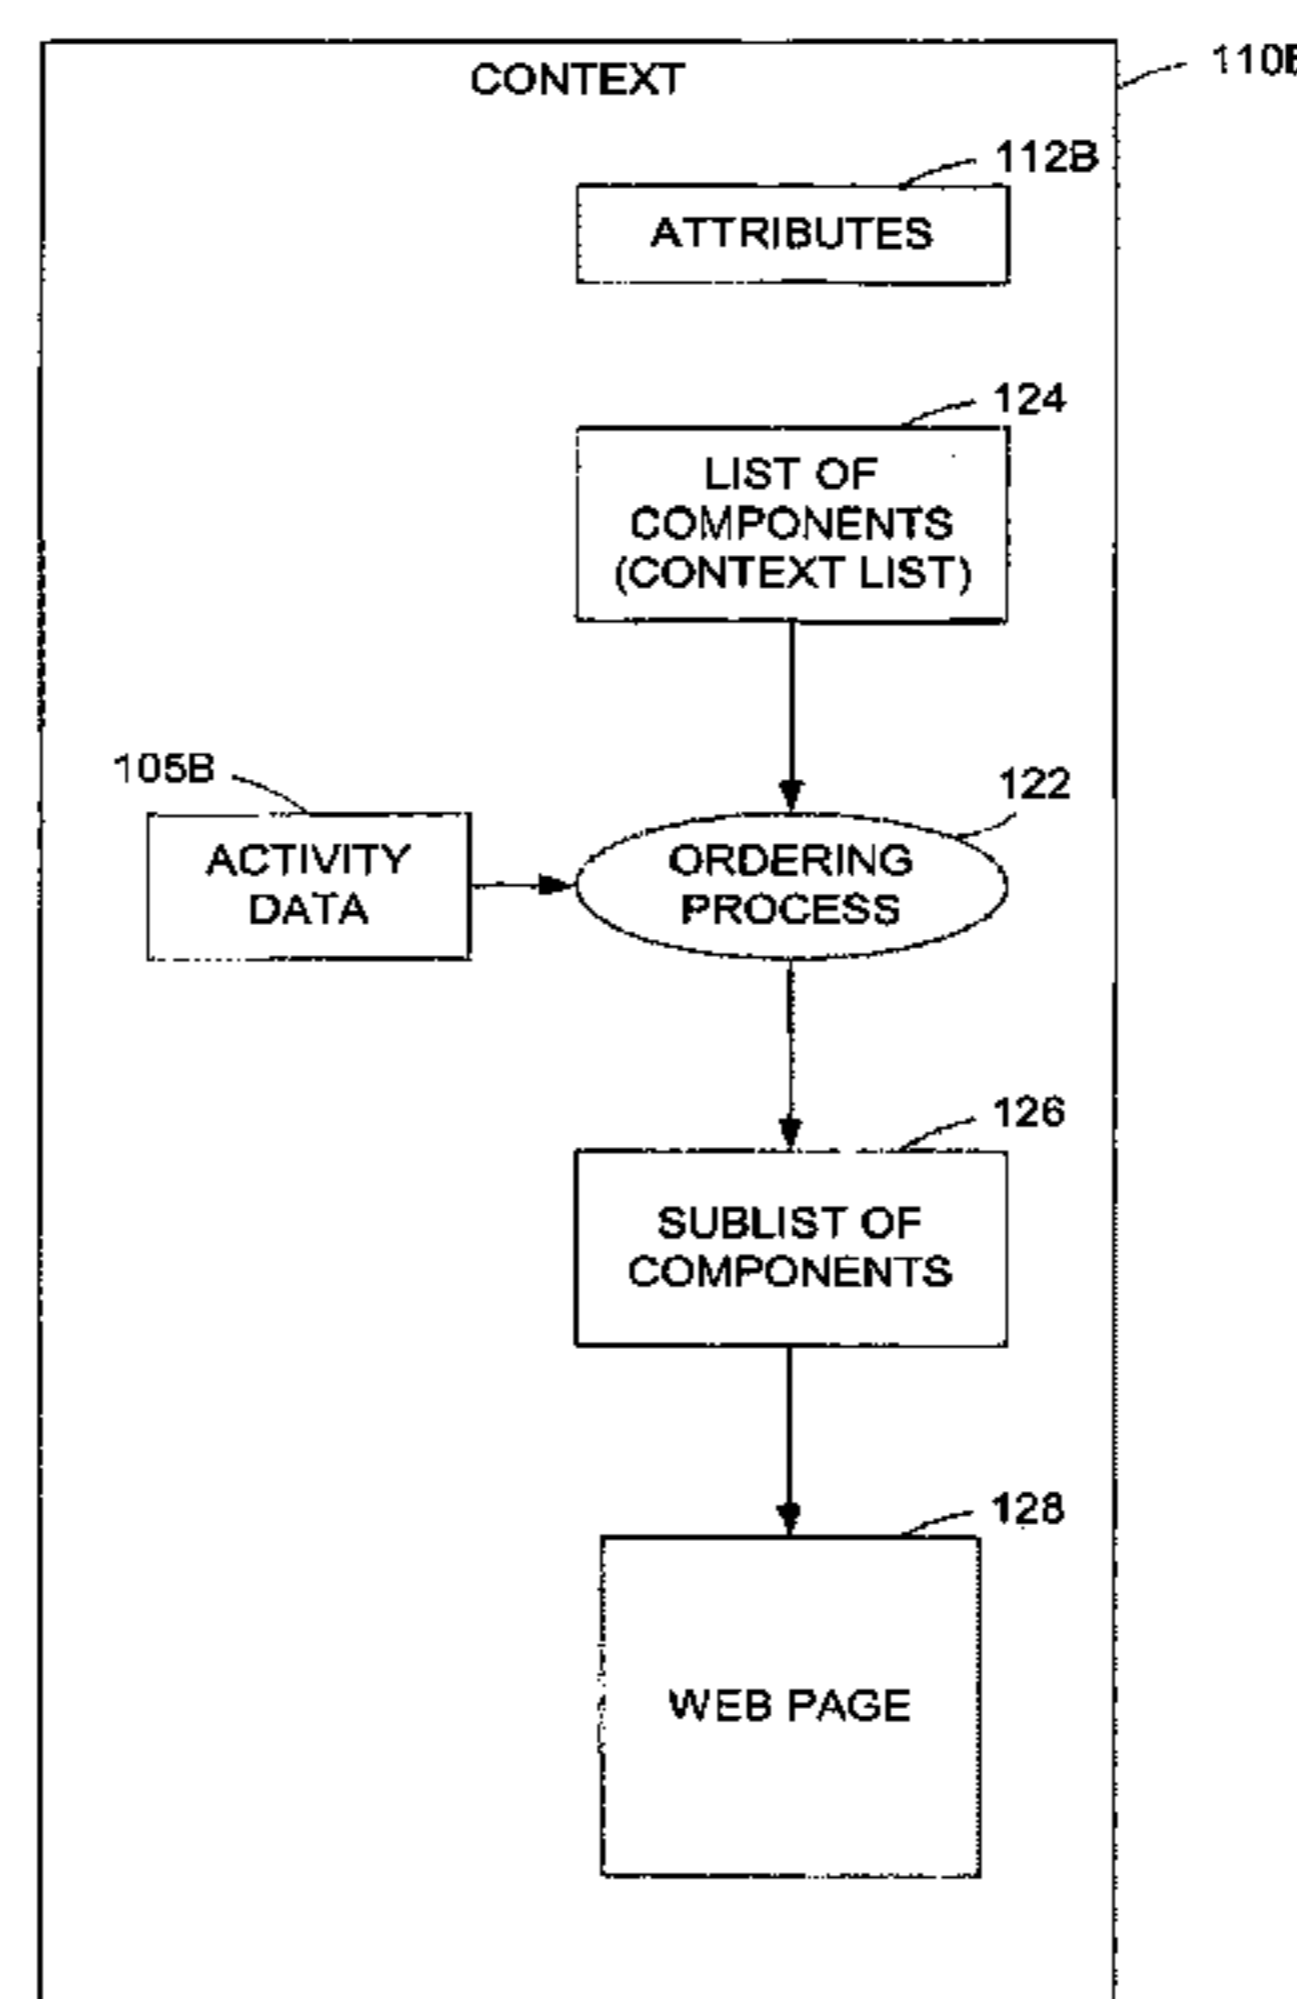 CONTEXT
112B
ATTRIBUTES
124
LIST OF
COMPONENTS
(CONTEXT LIST)
105B
122
ACTIVITY
DATA
ORDERING
PROCESS
126
SUBLIST OF
COMPONENTS
128
WEB PAGE